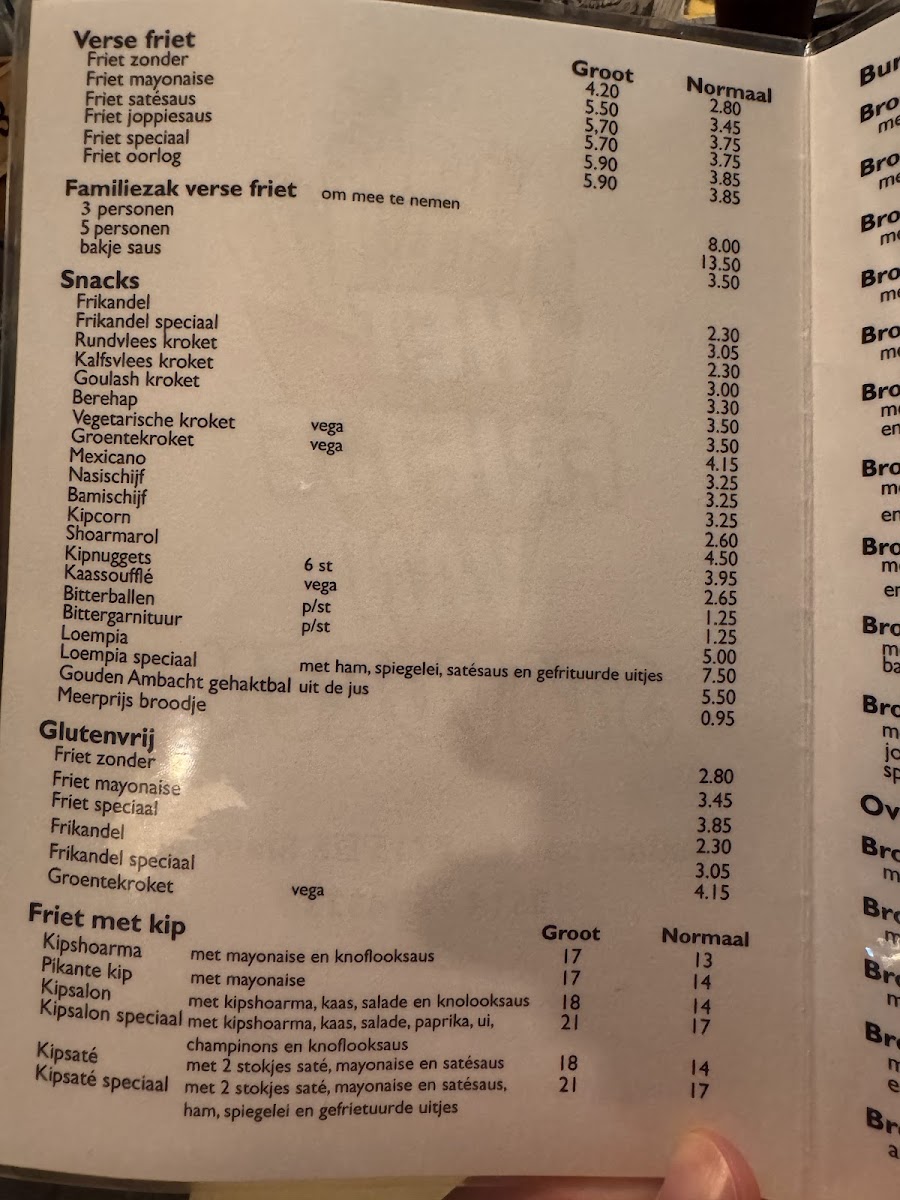 Verse friet Groot Normaal
Friet zonder 4.20 2.80
Friet mayonaise 5.50 3.45
Friet satésaus 5,70 3.75
Friet joppiesaus 5.70 3.75
Friet speciaal 5.90 3.85
Friet oorlog 5.90 3.85
Familiezak verse friet om mee te nemen
3 personen 8.00
5 personen 13.50
bakje saus 3.50
Snacks
Frikandel 2.30
Frikandel speciaal 3.05
Rundvlees kroket 2.30
Kalfsvlees kroket 3.00
Goulash kroket 3.30
Berehap 3.50
Vegetarische kroket vega 3.50
Groentekroket vega 4.15
Mexicano 3.25
Nasischijf 3.25
Bamischijf 3.25
Kipcorn 2.60
Shoarmarol 4.50
Kipnuggets 6 st 3.95
Kaassoufflé vega 2.65
Bitterballen p/st 1.25
Bittergarnituur p/st 1.25
Loempia 5.00
Loempia speciaal met ham, spiegelei, satésaus en gefrituurde uitjes 7.50
Gouden Ambacht gehaktbal uit de jus 5.50
Meerprijs broodje 0.95
Glutenvrij
Friet zonder 2.80
Friet mayonaise 3.45
Friet speciaal 3.85
Frikandel 2.30
Frikandel speciaal 3.05
Groentekroket vega 4.15
Friet met kip Groot Normaal
Kipshoarma met mayonaise en knoflooksaus 17 13
Pikante kip met mayonaise 17 14
Kipsalon met kipshoarma, kaas, salade en knolooksaus 18 14
Kipsalon speciaal met kipshoarma, kaas, salade, paprika, ui, 21 17
champinons en knoflooksaus
Kipsaté met 2 stokjes saté, mayonaise en satésaus 18 14
Kipsaté speciaal met 2 stokjes saté, mayonaise en satésaus, 21 17
ham, spiegelei en gefrietuurde uitjes